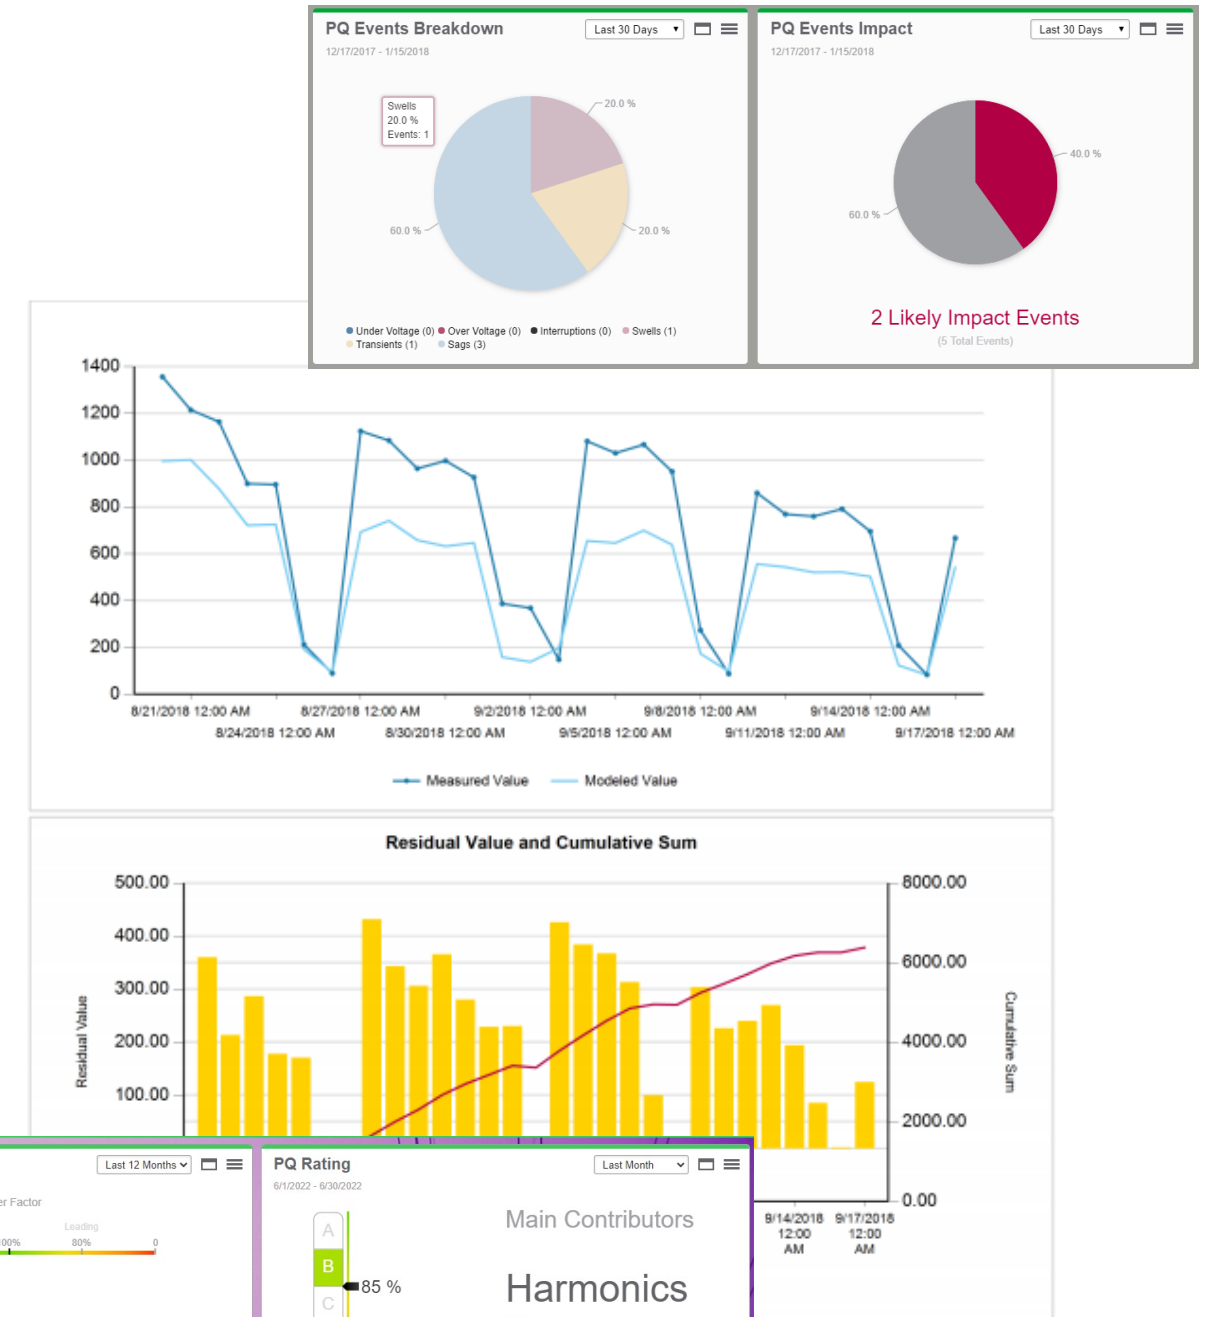 PQ Events Breakdown
Last 30 Days
12/17/2017 - 1/15/2018
Swells
20.0 %
Events: 1
20.0 %
60.0 %
20.0 %
Under Voltage (0) Over Voltage (0) Interruptions (0) Swells (1)
Transients (1) Sags (3)
PQ Events Impact
Last 30 Days
12/17/2017 - 1/15/2018
40.0 %
60.0 %
2 Likely Impact Events
(5 Total Events)
1400
1200
1000
800
600
400
200
0
8/21/2018 12:00 AM 8/27/2018 12:00 AM 9/2/2018 12:00 AM 9/8/2018 12:00 AM 9/14/2018 12:00 AM
8/24/2018 12:00 AM 8/30/2018 12:00 AM 9/5/2018 12:00 AM 9/11/2018 12:00 AM 9/17/2018 12:00 AM
Measured Value Modeled Value
Residual Value and Cumulative Sum
500.00
400.00
300.00
200.00
100.00
Residual Value
8000.00
6000.00
4000.00
2000.00
0.00
Cumulative Sum
9/14/2018 9/17/2018
12:00 12:00
AM AM
Last 12 Months
er Factor
Leading
00% 80% 0
PQ Rating
Last Month
6/1/2022 - 6/30/2022
A
B
85 %
C
Main Contributors
Harmonics